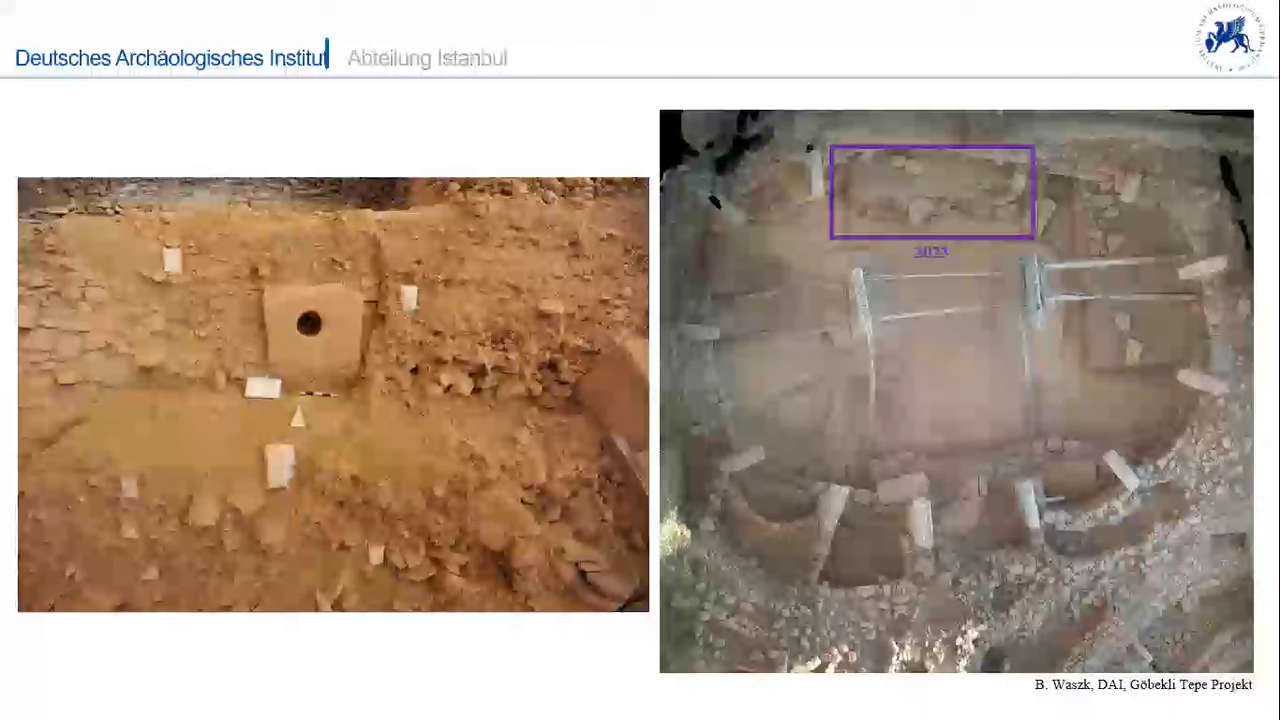 Deutsches Archäologisches Institut Abteilung Istanbul
B. Waszk, DAI, Göbekli Tepe Projekt